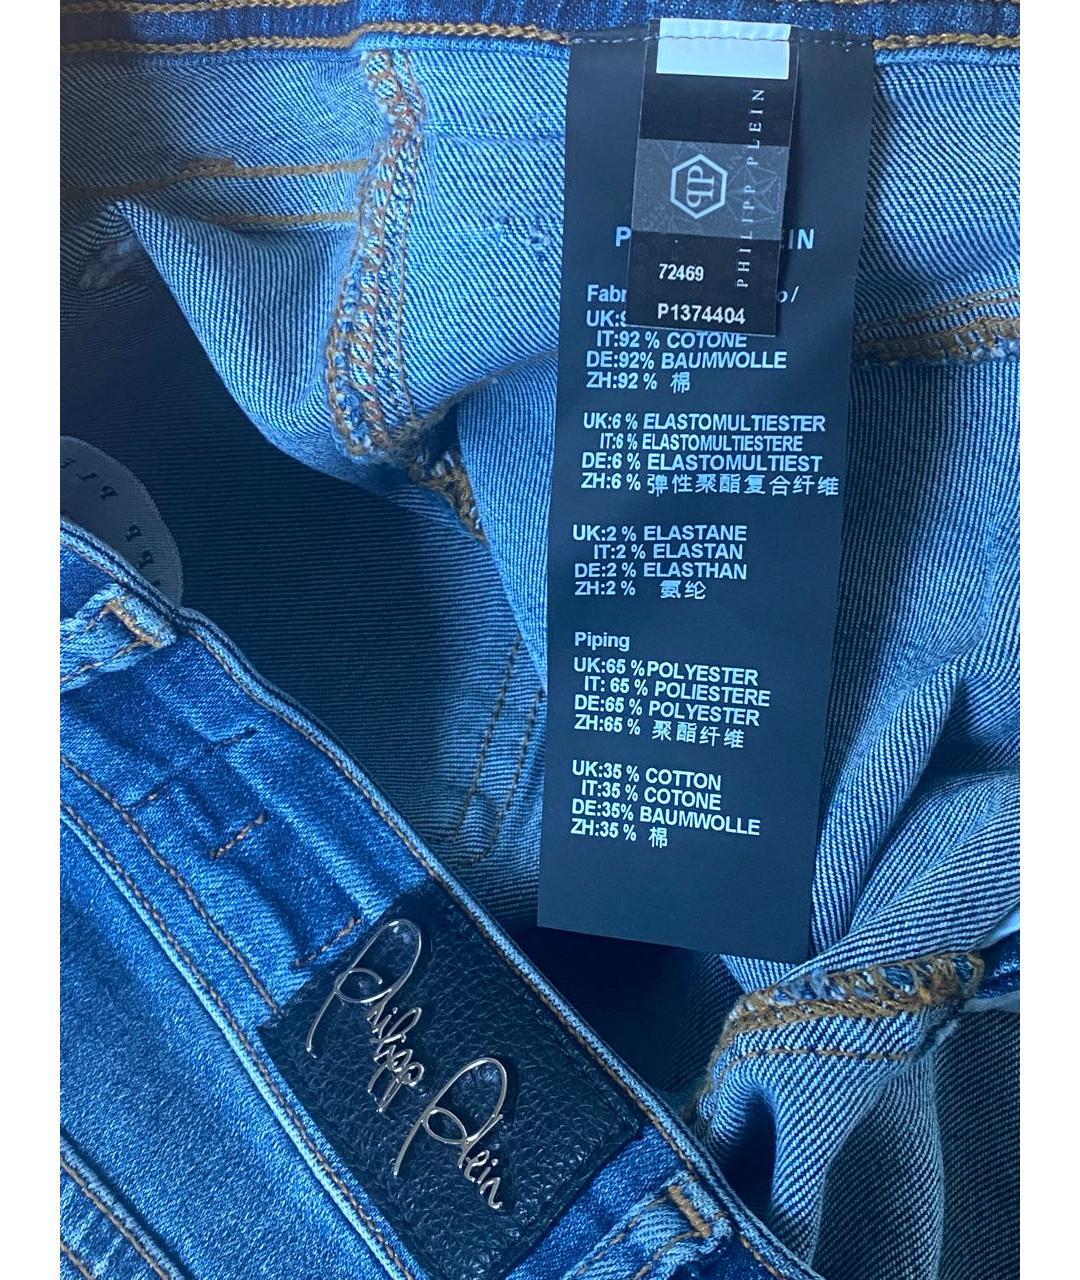 PHILIPP PLEIN
72469
P1374404
IT:92 % COTONE
DE:92% BAUMWOLLE
ZH:92 % 棉
UK:6 % ELASTOMULTIESTER
IT:6 % ELASTOMULTIESTERE
DE:6 % ELASTOMULTIEST
ZH:6 % 弹性聚酯复合纤维
UK:2 % ELASTANE
IT:2 % ELASTAN
DE:2 % ELASTHAN
ZH:2 % 氨纶
Piping
UK:65 %POLYESTER
IT: 65 % POLIESTERE
DE:65 % POLYESTER
ZH:65 % 聚酯纤维
UK:35 % COTTON
IT:35 % COTONE
DE:35% BAUMWOLLE
ZH:35 % 棉
Philipp Plein